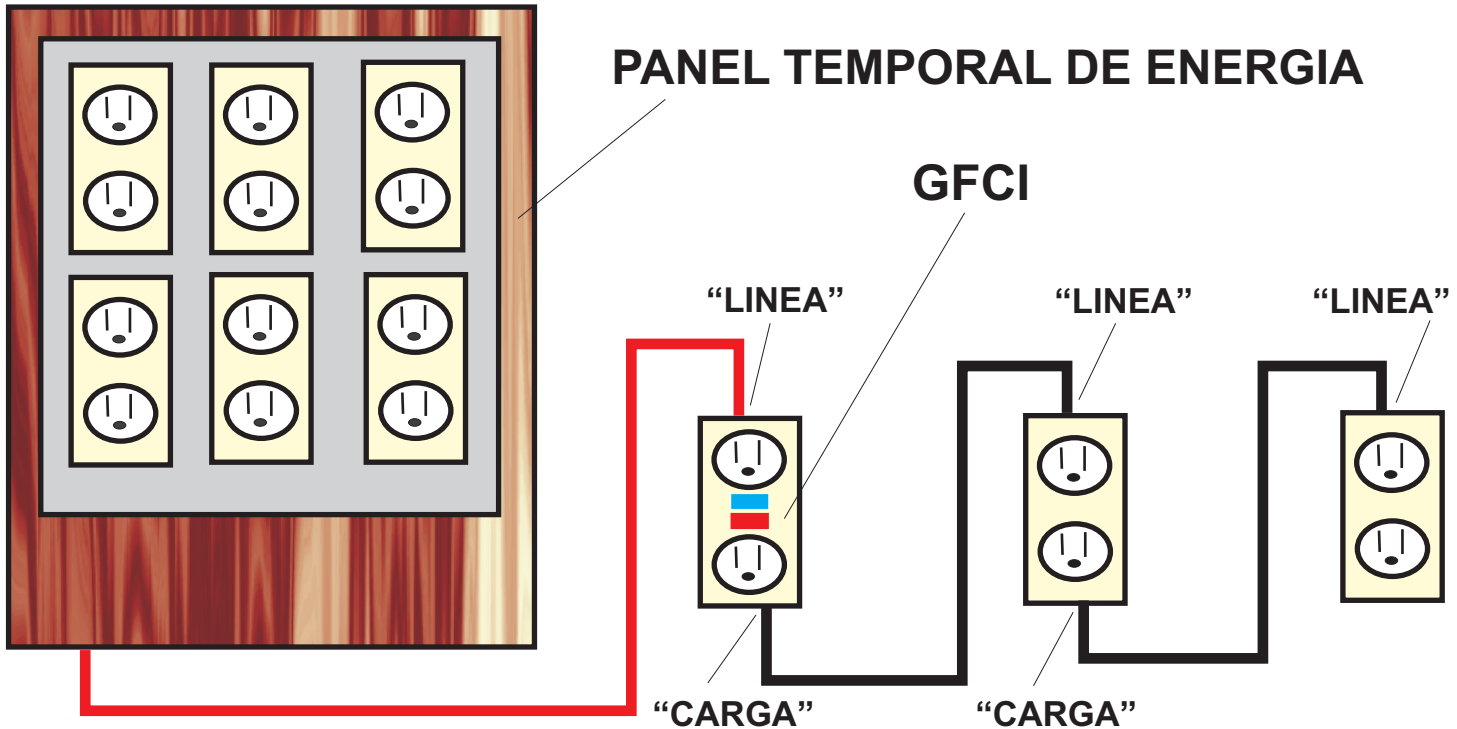 PANEL TEMPORAL DE ENERGIA
GFCI
“LINEA”
“LINEA”
“LINEA”
“CARGA”
“CARGA”